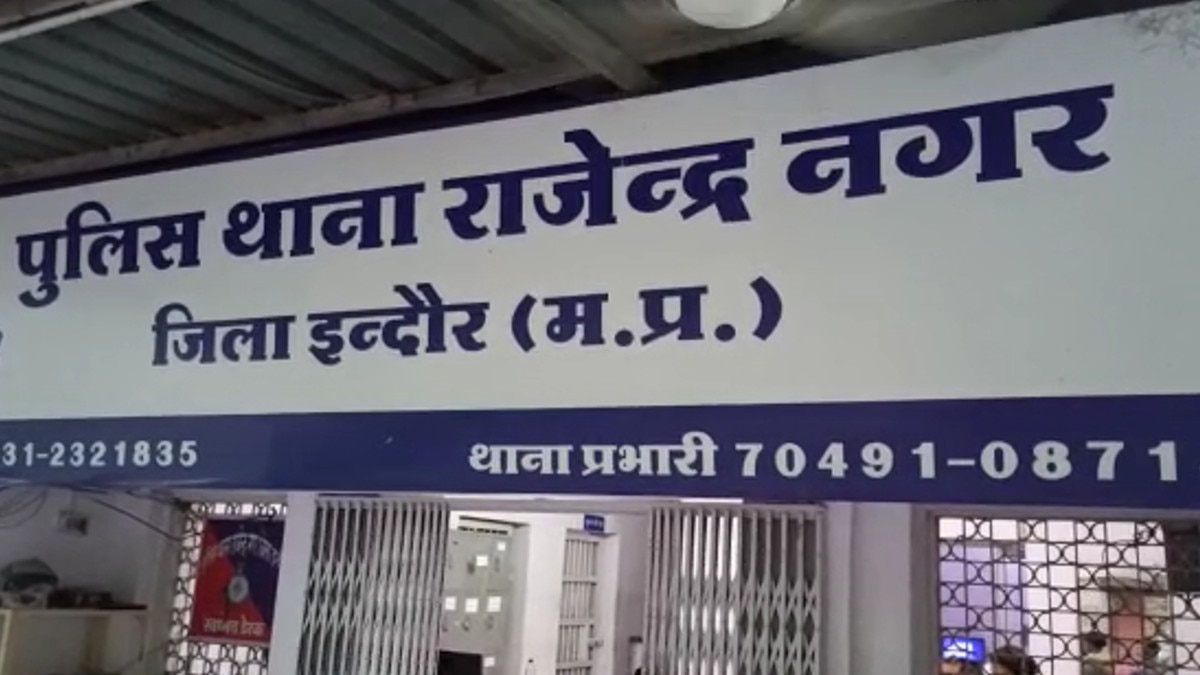 पुलिस थाना राजेन्द्र नगर
जिला इन्दौर (म.प्र.)
31-2321835 थाना प्रभारी 70491-0871